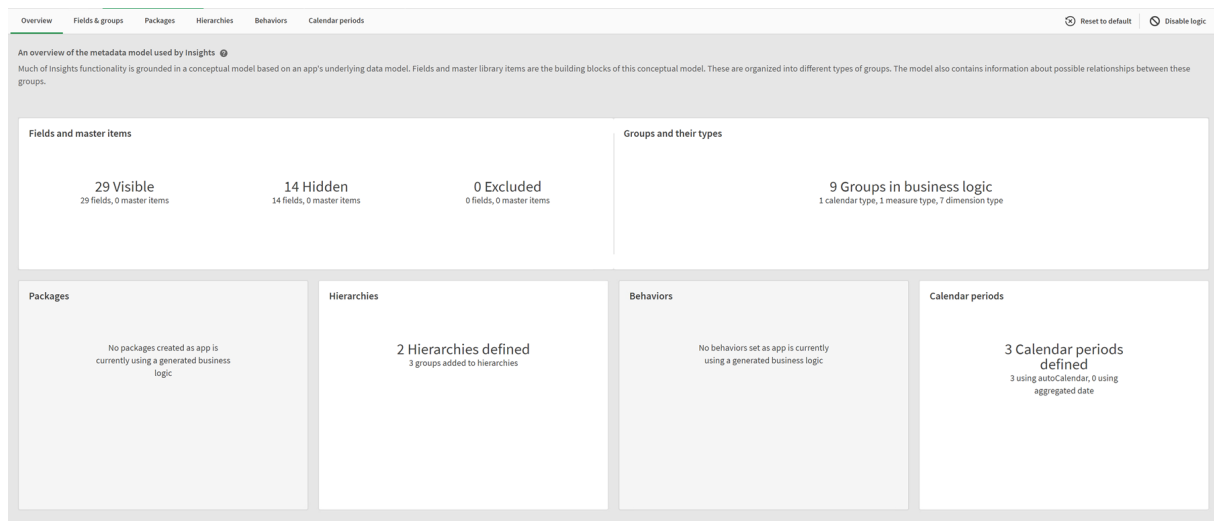 Overview Fields & groups Packages Hierarchies Behaviors Calendar periods Reset to default Disable logic
An overview of the metadata model used by Insights ?
Much of Insights functionality is grounded in a conceptual model based on an app's underlying data model. Fields and master library items are the building blocks of this conceptual model. These are organized into different types of groups. The model also contains information about possible relationships between these
groups.
Fields and master items
29 Visible
29 fields, 0 master items
14 Hidden
14 fields, 0 master items
0 Excluded
0 fields, 0 master items
Groups and their types
9 Groups in business logic
1 calendar type, 1 measure type, 7 dimension type
Packages
No packages created as app is
currently using a generated business
logic
Hierarchies
2 Hierarchies defined
3 groups added to hierarchies
Behaviors
No behaviors set as app is currently
using a generated business logic
Calendar periods
3 Calendar periods
defined
3 using autoCalendar, 0 using
aggregated date